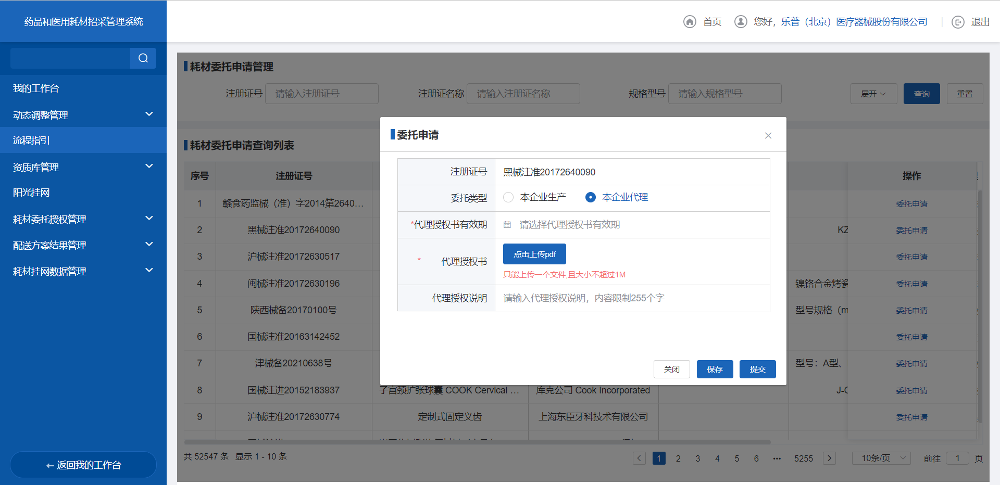 药品和医用耗材招采管理系统
首页
您好，乐普（北京）医疗器械股份有限公司
退出
我的工作台
动态调整管理
流程指引
资质库管理
阳光挂网
耗材委托授权管理
配送方案结果管理
耗材挂网数据管理
返回我的工作台
耗材委托申请管理
注册证号 请输入注册证号 注册证名称 请输入注册证名称 规格型号 请输入规格型号 展开 查询 重置
耗材委托申请查询列表
序号 注册证号 操作
1 赣食药监械（准）字2014第2640… 委托申请
2 黑械注准20172640090 KZ 委托申请
3 沪械注准20172630517 委托申请
4 闽械注准20172630196 镍铬合金烤瓷 委托申请
5 陕西械备20170100号 型号规格（m 委托申请
6 国械注准20163142452 委托申请
7 津械备20210638号 型号：A型、 委托申请
8 国械注进20152183937 子宫颈扩张球囊 COOK Cervical … 库克公司 Cook Incorporated 委托申请
9 沪械注准20172630774 定制式固定义齿 上海东臣牙科技术有限公司 委托申请
共 52547 条 显示 1 - 10 条
1 2 3 4 5 6 ••• 5255 10条/页 前往 1 页
委托申请
注册证号 黑械注准20172640090
委托类型 本企业生产 本企业代理
*代理授权书有效期 请选择代理授权书有效期
* 代理授权书 点击上传pdf
只能上传一个文件,且大小不超过1M
代理授权说明 请输入代理授权说明，内容限制255个字
关闭 保存 提交